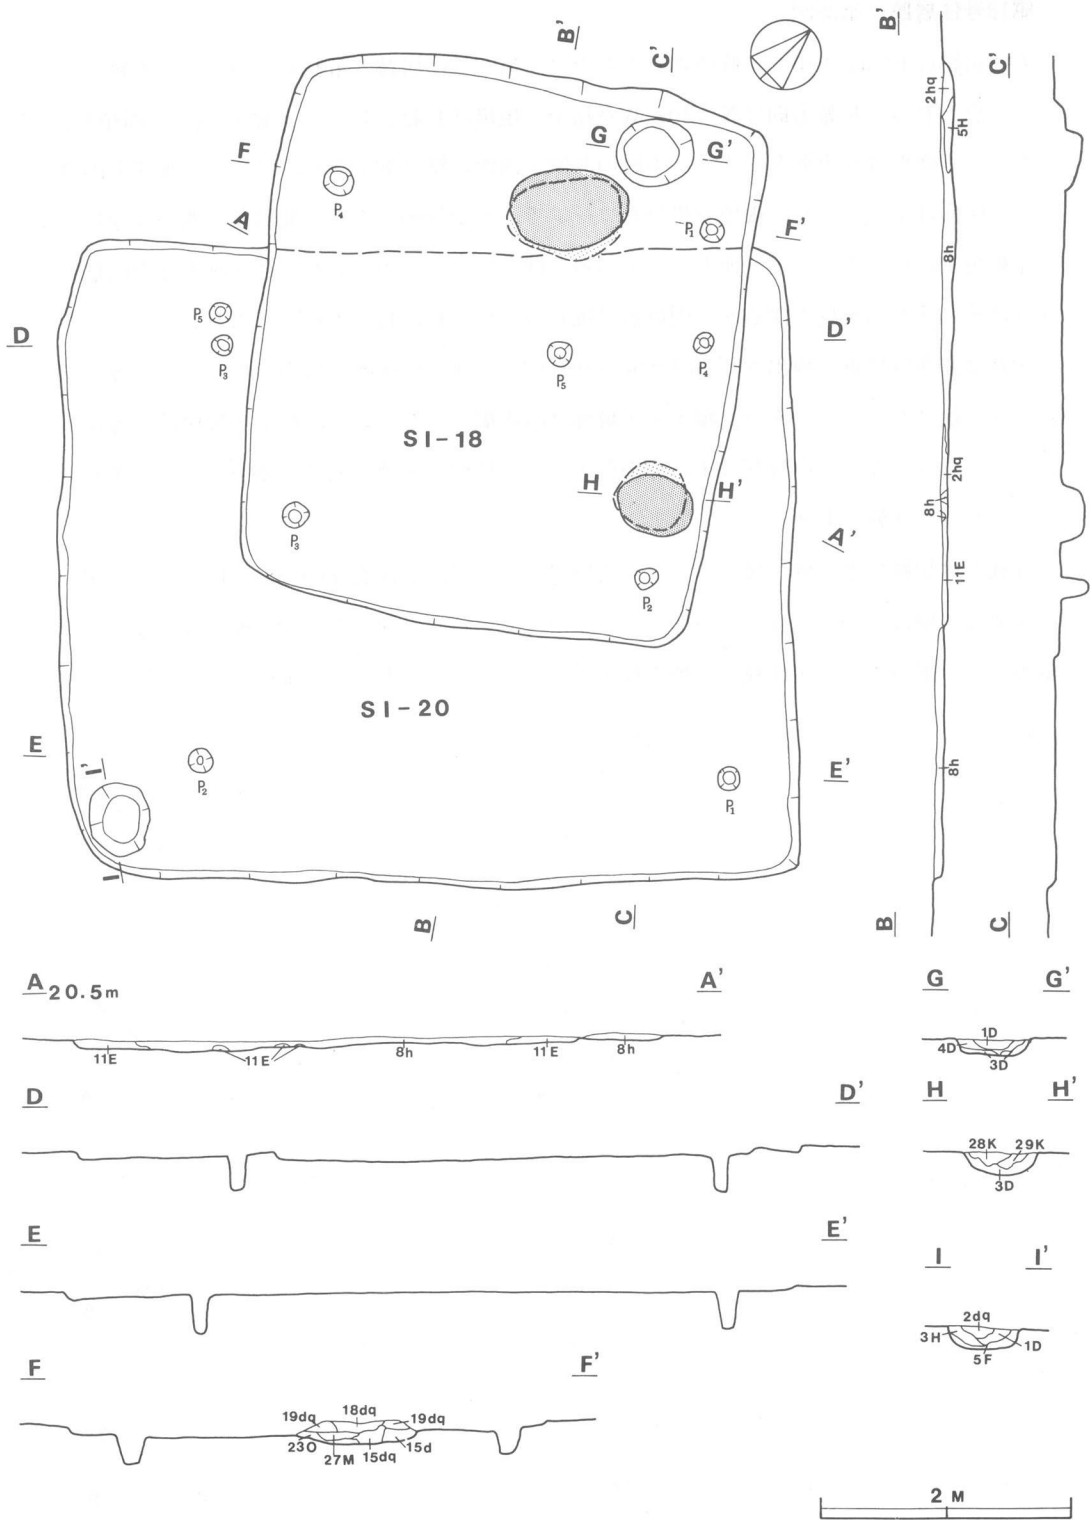 B'
C'
B'
C'
G
G'
F
P4
A
P1
F'
2hq
5H
8h
D
P5
P3
P5
P4
D'
SI-18
H
H'
P3
P2
A'
2hq
8h
11E
SI-20
E
I'
P2
P1
E'
8h
I
B
C
B
C
A 20.5m
A'
11E
11E
8h
11E
8h
G
G'
1D
4D
3D
D
D'
H
H'
28K
29K
3D
E
E'
I
I'
2dq
3H
1D
5F
F
F'
19dq
18dq
19dq
23O
27M
15dq
15d
2 M